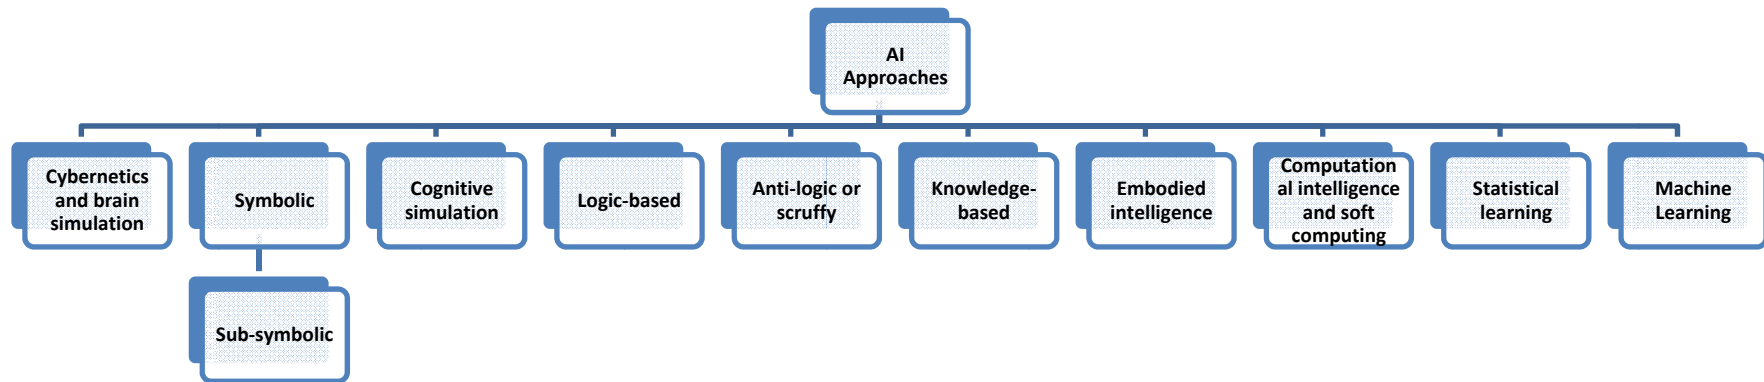 AI
Approaches
Cybernetics
and brain
simulation
Symbolic
Cognitive
simulation
Logic-based
Anti-logic or
scruffy
Knowledge-
based
Embodied
intelligence
Computation
al intelligence
and soft
computing
Statistical
learning
Machine
Learning
Sub-symbolic